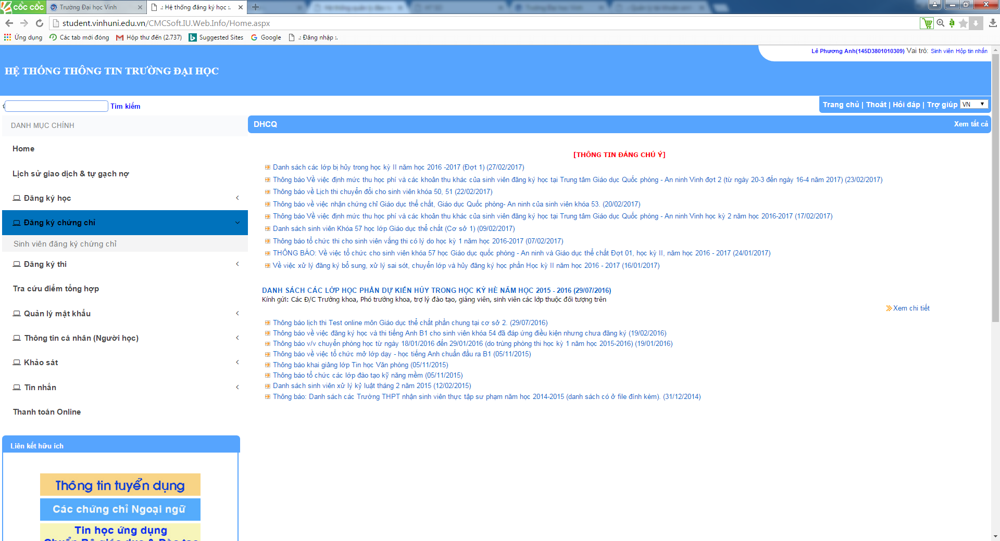 cốc cốc
Trường Đại học Vinh
.: Hệ thống đăng ký học :.
student.vinhuni.edu.vn/CMCSoft.IU.Web.Info/Home.aspx
Ứng dụng
Các tab mới đóng
Hộp thư đến (2.737)
Suggested Sites
Google
.: Đăng nhập :.
Lê Phương Anh(145D3801010309) Vai trò: Sinh viên Hộp tin nhắn
HỆ THỐNG THÔNG TIN TRƯỜNG ĐẠI HỌC
Tìm kiếm
Trang chủ | Thoát | Hỏi đáp | Trợ giúp VN
DANH MỤC CHÍNH
Home
Lịch sử giao dịch & tự gạch nợ
Đăng ký học
Đăng ký chứng chỉ
Sinh viên đăng ký chứng chỉ
Đăng ký thi
Tra cứu điểm tổng hợp
Quản lý mật khẩu
Thông tin cá nhân (Người học)
Khảo sát
Tin nhắn
Thanh toán Online
Liên kết hữu ích
Thông tin tuyển dụng
Các chứng chỉ Ngoại ngữ
Tin học ứng dụng
Chuẩn Bộ giáo dục & Đào tạo
DHCQ
Xem tất cả
[THÔNG TIN ĐÁNG CHÚ Ý]
Danh sách các lớp bị hủy trong học kỳ II năm học 2016 -2017 (Đợt 1) (27/02/2017)
Thông báo Về việc định mức thu học phí và các khoản thu khác của sinh viên đăng ký học tại Trung tâm Giáo dục Quốc phòng - An ninh Vinh đợt 2 (từ ngày 20-3 đến ngày 16-4 năm 2017) (23/02/2017)
Thông báo về Lịch thi chuyển đổi cho sinh viên khóa 50, 51 (22/02/2017)
Thông báo về việc nhận chứng chỉ Giáo dục thể chất, Giáo dục Quốc phòng- An ninh của sinh viên khóa 53. (20/02/2017)
Thông báo Về việc định mức thu học phí và các khoản thu khác của sinh viên đăng ký học tại Trung tâm Giáo dục Quốc phòng - An ninh Vinh học kỳ 2 năm học 2016-2017 (17/02/2017)
Danh sách sinh viên Khóa 57 học lớp Giáo dục thể chất (Cơ sở 1) (09/02/2017)
Thông báo tổ chức thi cho sinh viên vắng thi có lý do học kỳ 1 năm học 2016-2017 (07/02/2017)
THÔNG BÁO: Về việc tổ chức cho sinh viên khóa 57 học Giáo dục quốc phòng - An ninh và Giáo dục thể chất Đợt 01, học kỳ II, năm học 2016 - 2017 (24/01/2017)
Về việc xử lý đăng ký bổ sung, xử lý sai sót, chuyển lớp và hủy đăng ký học phần Học kỳ II năm học 2016 - 2017 (16/01/2017)
DANH SÁCH CÁC LỚP HỌC PHẦN DỰ KIẾN HỦY TRONG HỌC KỲ HÈ NĂM HỌC 2015 - 2016 (29/07/2016)
Kính gửi: Các Đ/C Trưởng khoa, Phó trưởng khoa, trợ lý đào tạo, giảng viên, sinh viên các lớp thuộc đối tượng trên
Xem chi tiết
Thông báo lịch thi Test online môn Giáo dục thể chất phần chung tại cơ sở 2. (29/07/2016)
Thông báo về việc đăng ký học và thi tiếng Anh B1 cho sinh viên khóa 54 đã đáp ứng điều kiện nhưng chưa đăng ký (19/02/2016)
Thông báo v/v chuyển phòng học từ ngày 18/01/2016 đến 29/01/2016 (do trùng phòng thi học kỳ 1 năm học 2015-2016) (19/01/2016)
Thông báo về việc tổ chức mở lớp dạy - học tiếng Anh chuẩn đầu ra B1 (05/11/2015)
Thông báo khai giảng lớp Tin học Văn phòng (05/11/2015)
Thông báo tổ chức các lớp đào tạo kỹ năng mềm (05/11/2015)
Danh sách sinh viên xử lý kỷ luật tháng 2 năm 2015 (12/02/2015)
Thông báo: Danh sách các Trường THPT nhận sinh viên thực tập sư phạm năm học 2014-2015 (danh sách có ở file đính kèm). (31/12/2014)